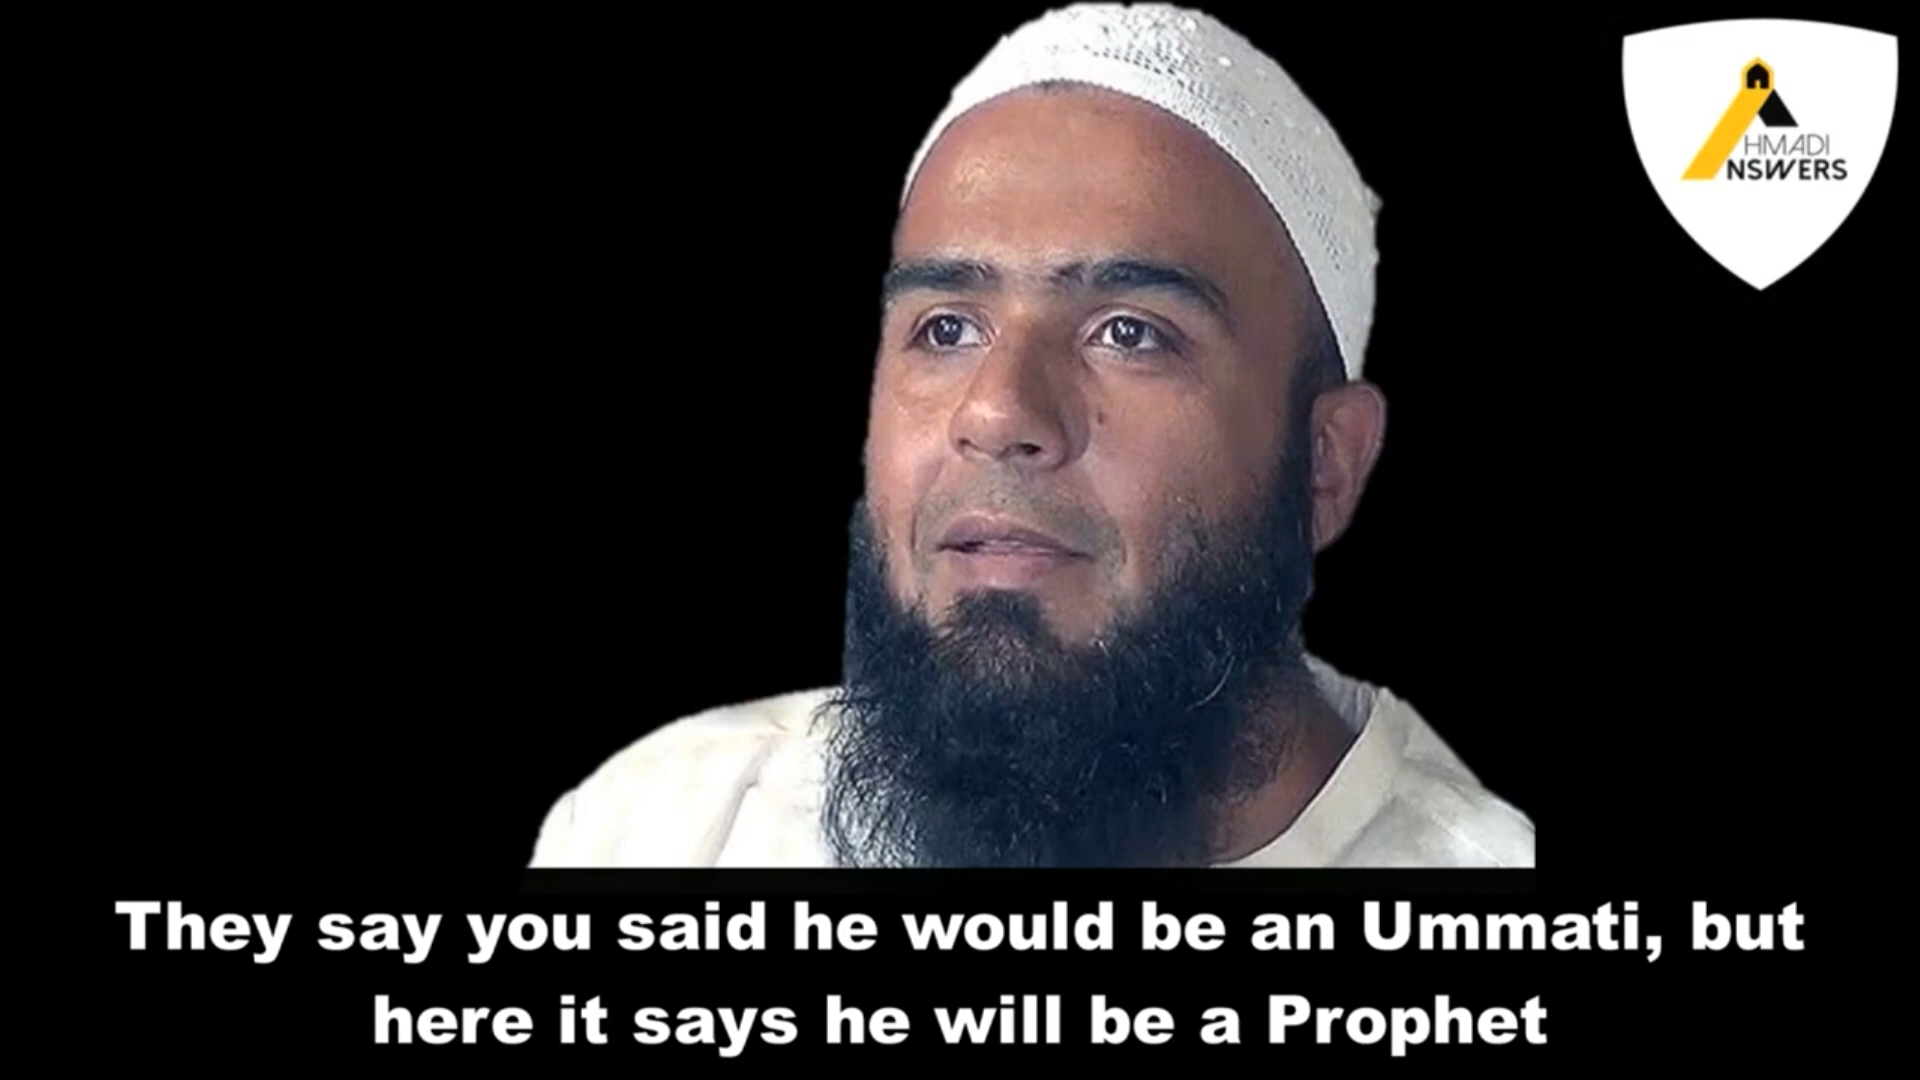 HMADI
NSWERS
They say you said he would be an Ummati, but
here it says he will be a Prophet